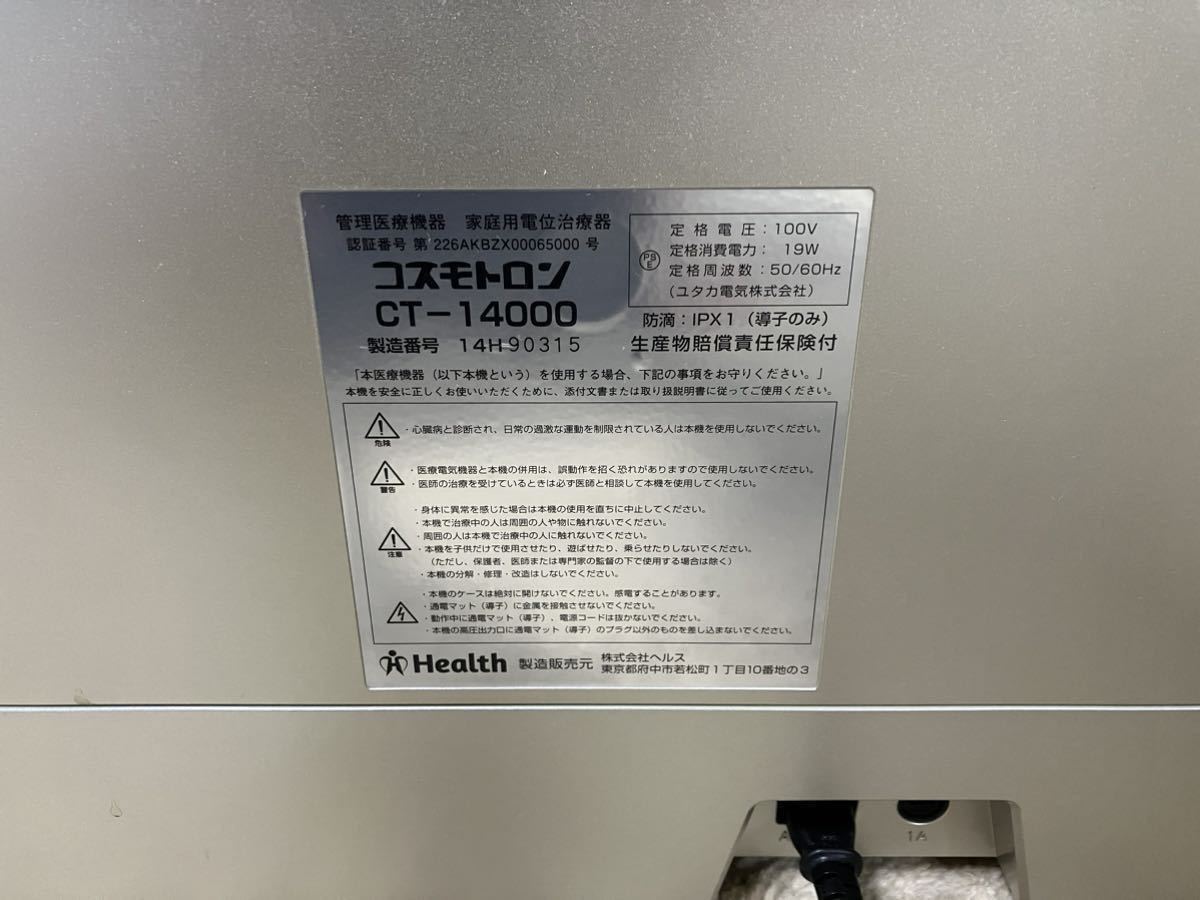 管理医療機器 家庭用電位治療器
認証番号 第 226AKBZX00065000 号
コスモトロン
CT-14000
製造番号 14H90315
PSE
定格電圧：100V
定格消費電力：19W
定格周波数：50/60Hz
（ユタカ電気株式会社）
防滴：IPX1（導子のみ）
生産物賠償責任保険付
「本医療機器（以下本機という）を使用する場合、下記の事項をお守りください。」
本機を安全に正しくお使いいただくために、添付文書または取り扱説明書に従ってご使用ください。
危険
・心臓病と診断され、日常の過激な運動を制限されている人は本機を使用しないでください。
警告
・医療電気機器と本機の併用は、誤動作を招く恐れがありますので使用しないでください。
・医師の治療を受けているときは必ず医師と相談して本機を使用してください。
注意
・身体に異常を感じた場合は本機の使用を直ちに中止してください。
・本機で治療中の人は周囲の人や物に触れないでください。
・周囲の人は本機で治療中の人に触れないでください。
・本機を子供だけで使用させたり、遊ばせたり、乗らせたりしないでください。
（ただし、保護者、医師または専門家の監督の下で使用する場合は除く）
・本機の分解・修理・改造はしないでください。
・本機のケースは絶対に開けないでください。感電することがあります。
・通電マット（導子）に金属を接触させないでください。
・動作中に通電マット（導子）、電源コードは抜かないでください。
・本機の高圧出力口に通電マット（導子）のプラグ以外のものを差し込まないでください。
Health 製造販売元 株式会社ヘルス
東京都府中市若松町1丁目10番地の3
1A